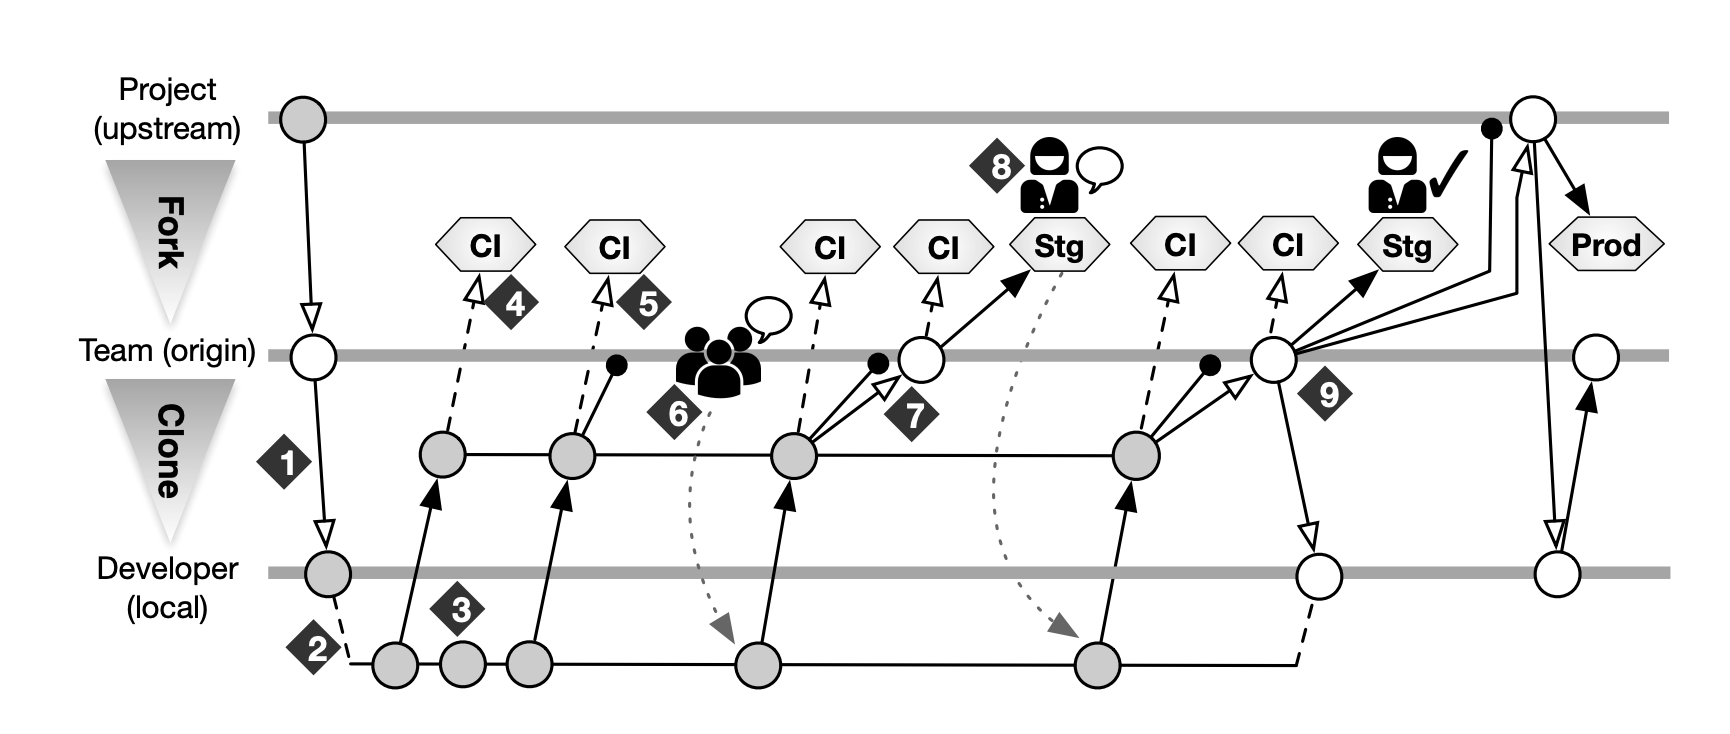 Project
(upstream)
Fork
Team (origin)
Clone
Developer
(local)
1
2
3
CI
4
CI
5
6
CI
CI
7
8
Stg
CI
CI
Stg
9
Prod